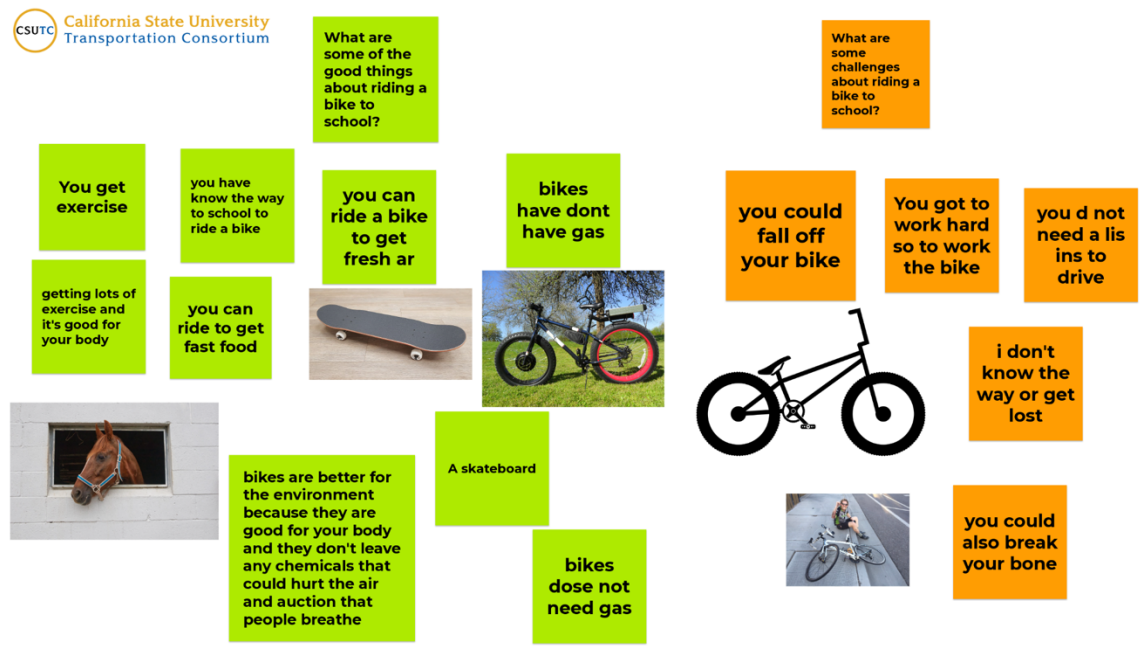 CSUTC
California State University
Transportation Consortium
What are
some of the
good things
about riding a
bike to
school?
What are
some
challenges
about riding a
bike to
school?
You get
exercise
you have
know the way
to school to
ride a bike
you can
ride a bike
to get
fresh ar
bikes
have dont
have gas
you could
fall off
your bike
You got to
work hard
so to work
the bike
you d not
need a lis
ins to
drive
getting lots of
exercise and
it's good for
your body
you can
ride to get
fast food
i don't
know the
way or get
lost
bikes are better for
the environment
because they are
good for your body
and they don't leave
any chemicals that
could hurt the air
and auction that
people breathe
A skateboard
bikes
dose not
need gas
you could
also break
your bone